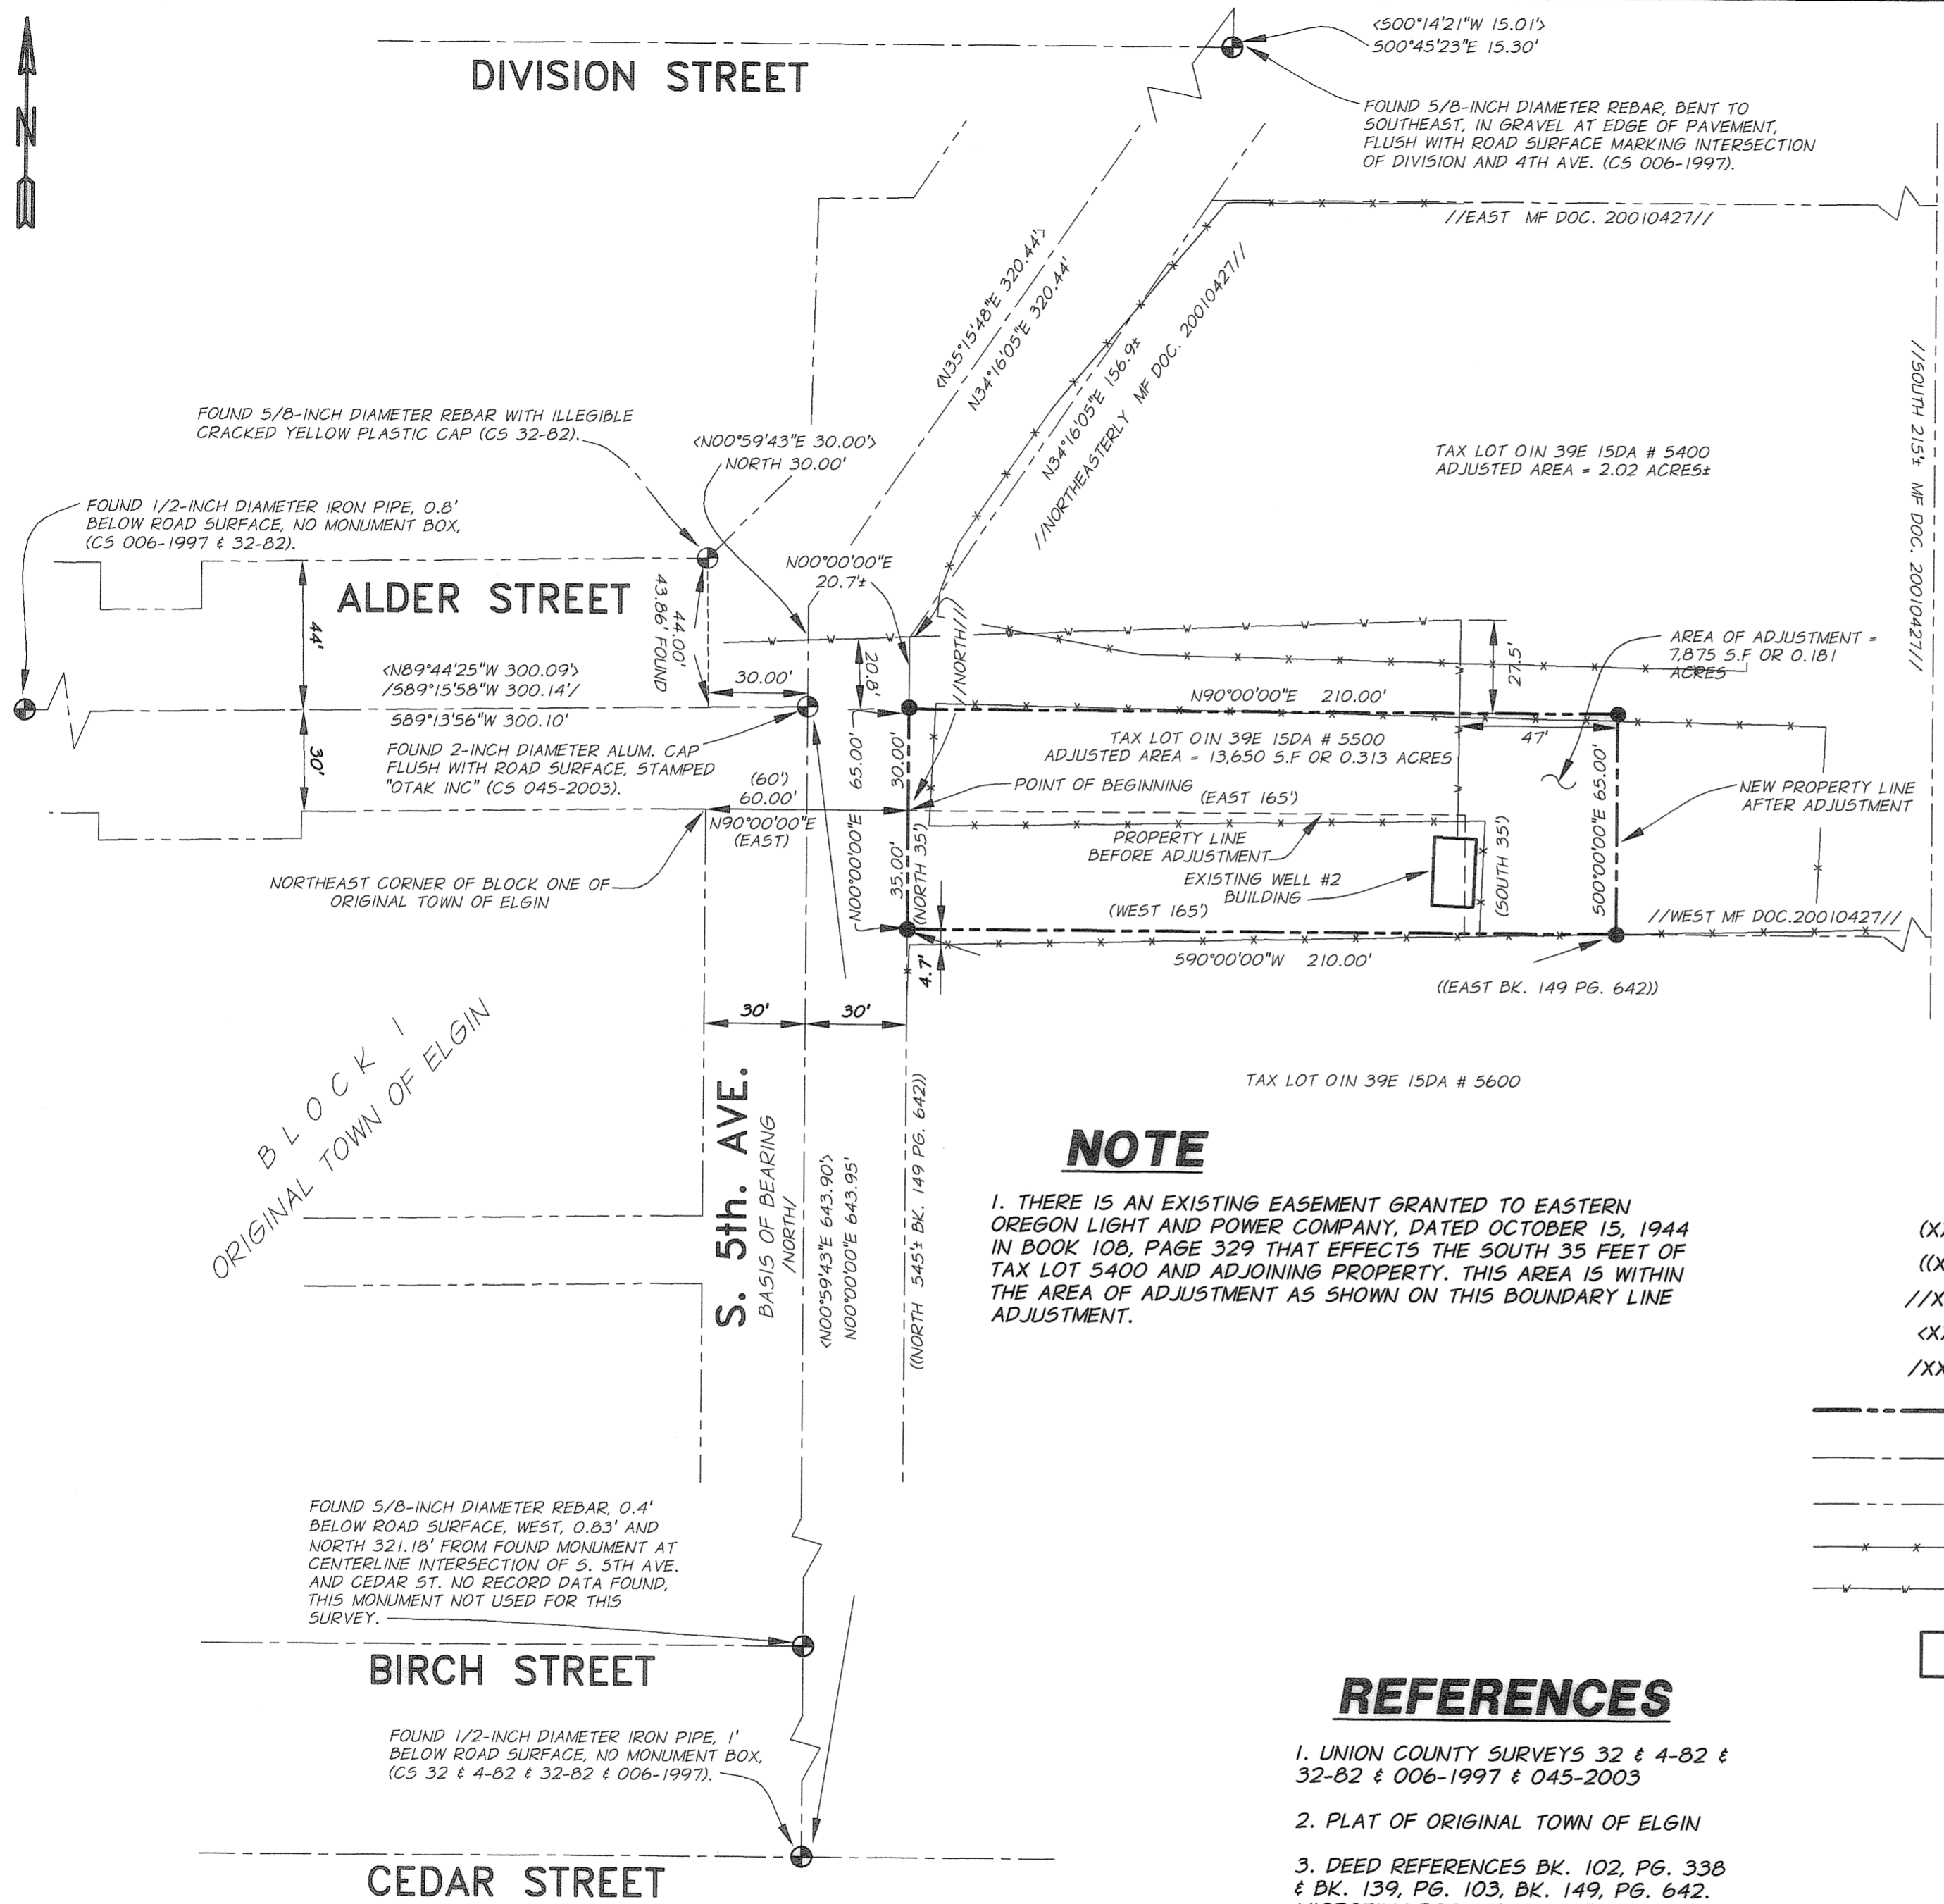 N
DIVISION STREET
<S00°14'21"W 15.01'>
S00°45'23"E 15.30'
FOUND 5/8-INCH DIAMETER REBAR, BENT TO
SOUTHEAST, IN GRAVEL AT EDGE OF PAVEMENT,
FLUSH WITH ROAD SURFACE MARKING INTERSECTION
OF DIVISION AND 4TH AVE. (CS 006-1997).
//EAST MF DOC. 20010427//
<N35°15'48"E 320.44'>
N34°16'05"E 320.44'
N34°16'05"E 156.9±
//NORTHEASTERLY MF DOC. 20010427//
//SOUTH 215'± MF DOC. 20010427//
FOUND 5/8-INCH DIAMETER REBAR WITH ILLEGIBLE
CRACKED YELLOW PLASTIC CAP (CS 32-82).
<N00°59'43"E 30.00'>
NORTH 30.00'
TAX LOT 01N 39E 15DA # 5400
ADJUSTED AREA = 2.02 ACRES±
FOUND 1/2-INCH DIAMETER IRON PIPE, 0.8'
BELOW ROAD SURFACE, NO MONUMENT BOX,
(CS 006-1997 & 32-82).
N00°00'00"E
20.7'±
ALDER STREET
44'
44.00'
43.86' FOUND
30.00'
20.8'
//NORTH//
27.5'
AREA OF ADJUSTMENT =
7,875 S.F OR 0.181
ACRES
<N89°44'25"W 300.09'>
/S89°15'58"W 300.14'/
S89°13'56"W 300.10'
30'
FOUND 2-INCH DIAMETER ALUM. CAP
FLUSH WITH ROAD SURFACE, STAMPED
"OTAK INC" (CS 045-2003).
N90°00'00"E 210.00'
47'
TAX LOT 01N 39E 15DA # 5500
ADJUSTED AREA = 13,650 S.F OR 0.313 ACRES
N00°00'00"E 65.00'
30.00'
35.00'
(NORTH 35')
POINT OF BEGINNING
(EAST 165')
(60')
60.00'
N90°00'00"E
(EAST)
NEW PROPERTY LINE
AFTER ADJUSTMENT
PROPERTY LINE
BEFORE ADJUSTMENT
EXISTING WELL #2
BUILDING
(SOUTH 35')
S00°00'00"E 65.00'
NORTHEAST CORNER OF BLOCK ONE OF
ORIGINAL TOWN OF ELGIN
(WEST 165')
//WEST MF DOC.20010427//
4.7'
S90°00'00"W 210.00'
((EAST BK. 149 PG. 642))
30'
30'
BLOCK 1
ORIGINAL TOWN OF ELGIN
TAX LOT 01N 39E 15DA # 5600
S. 5th. AVE.
BASIS OF BEARING
/NORTH/
<N00°59'43"E 643.90'>
N00°00'00"E 643.95'
((NORTH 545'± BK. 149 PG. 642))
NOTE
1. THERE IS AN EXISTING EASEMENT GRANTED TO EASTERN
OREGON LIGHT AND POWER COMPANY, DATED OCTOBER 15, 1944
IN BOOK 108, PAGE 329 THAT EFFECTS THE SOUTH 35 FEET OF
TAX LOT 5400 AND ADJOINING PROPERTY. THIS AREA IS WITHIN
THE AREA OF ADJUSTMENT AS SHOWN ON THIS BOUNDARY LINE
ADJUSTMENT.
FOUND 5/8-INCH DIAMETER REBAR, 0.4'
BELOW ROAD SURFACE, WEST, 0.83' AND
NORTH 321.18' FROM FOUND MONUMENT AT
CENTERLINE INTERSECTION OF S. 5TH AVE.
AND CEDAR ST. NO RECORD DATA FOUND,
THIS MONUMENT NOT USED FOR THIS
SURVEY.
BIRCH STREET
FOUND 1/2-INCH DIAMETER IRON PIPE, 1'
BELOW ROAD SURFACE, NO MONUMENT BOX,
(CS 32 & 4-82 & 32-82 & 006-1997).
CEDAR STREET
REFERENCES
1. UNION COUNTY SURVEYS 32 & 4-82 &
32-82 & 006-1997 & 045-2003
2. PLAT OF ORIGINAL TOWN OF ELGIN
3. DEED REFERENCES BK. 102, PG. 338
& BK. 139, PG. 103, BK. 149, PG. 642.